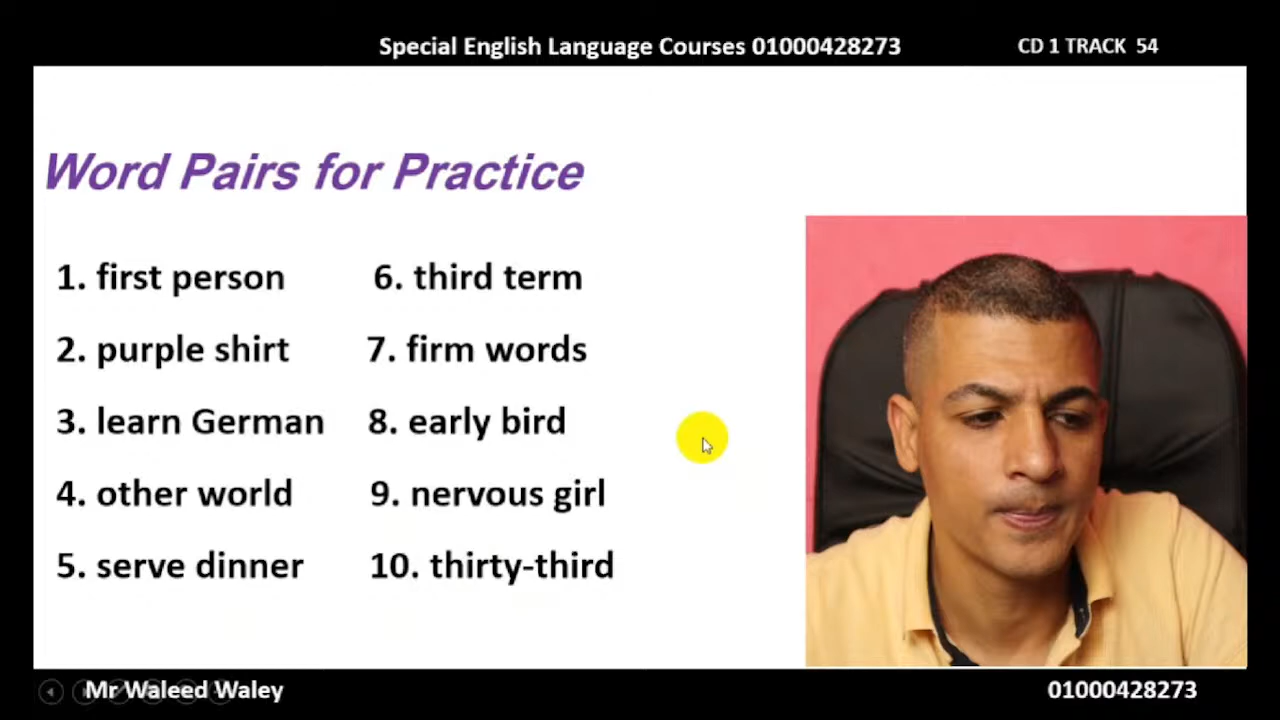 Special English Language Courses 01000428273
CD 1 TRACK 54
Word Pairs for Practice
1. first person
2. purple shirt
3. learn German
4. other world
5. serve dinner
6. third term
7. firm words
8. early bird
9. nervous girl
10. thirty-third
Mr Waleed Waley
01000428273